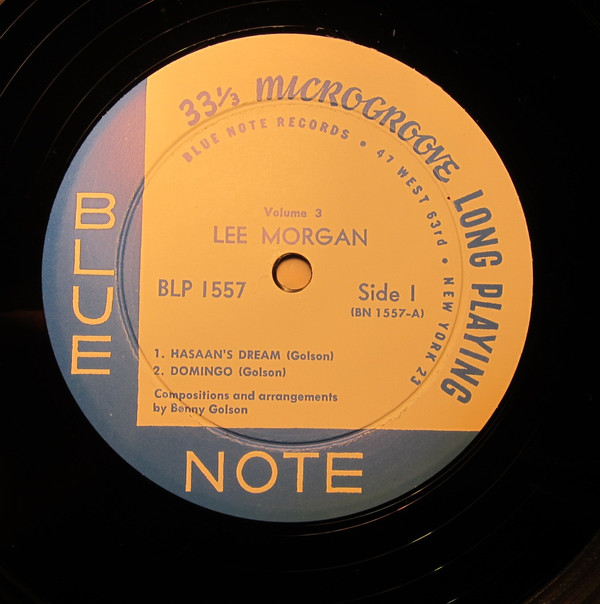 33⅓ MICROGROOVE LONG PLAYING
BLUE NOTE RECORDS • 47 WEST 63rd • NEW YORK 23
Volume 3
LEE MORGAN
BLP 1557
Side 1
(BN 1557-A)
1. HASAAN'S DREAM (Golson)
2. DOMINGO (Golson)
Compositions and arrangements
by Benny Golson
BLUE
NOTE